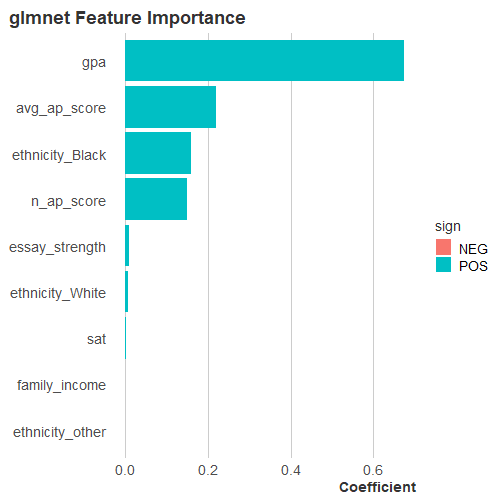 glmnet Feature Importance
gpa
avg_ap_score
ethnicity_Black
n_ap_score
essay_strength
ethnicity_White
sat
family_income
ethnicity_other
0.0 0.2 0.4 0.6
Coefficient
sign
NEG
POS